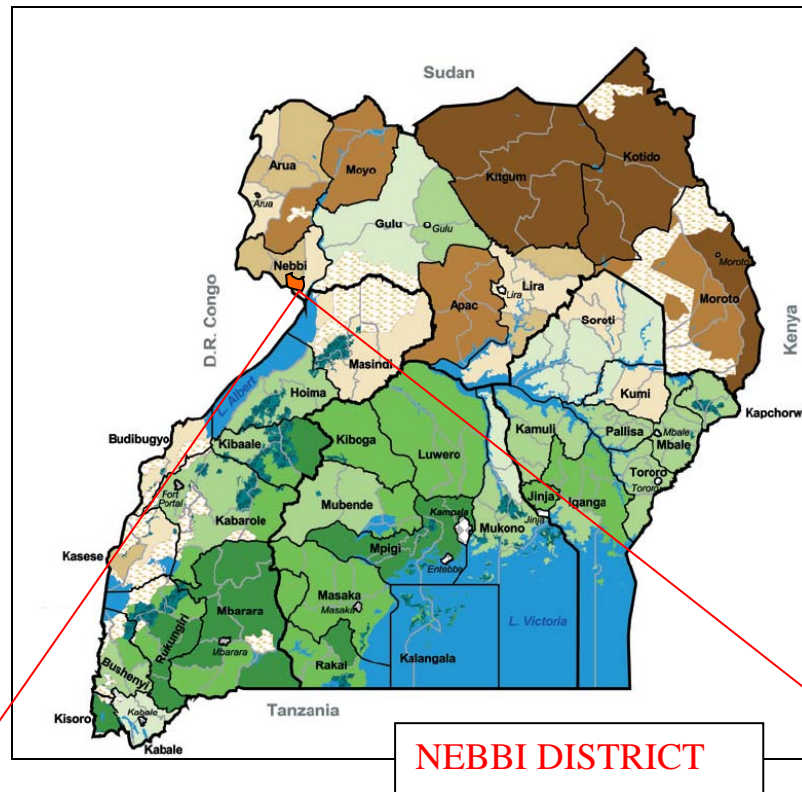 Sudan
Kotido
Arua
Moyo
Kitgum
Arua
Gulu
Gulu
Moroto
Nebbi
Lira
Lira
Moroto
Apac
D.R. Congo
Kenya
Soroti
Masindi
L. Albert
Hoima
Kumi
Kapchorw
Budibugyo
Kibaale
Kiboga
Luwero
Kamuli
Pallisa
Mbale
Mbale
Fort
Portal
Kabarole
Mubende
Kampala
Mukono
Jinja
Jinja
Iganga
Tororo
Tororo
Kasese
Mpigi
Entebbe
Mbarara
Mbarara
Masaka
Masaka
Rukungiri
Bushenyi
Rakai
Kalangala
L. Victoria
Kisoro
Kabale
Kabale
Tanzania
NEBBI DISTRICT